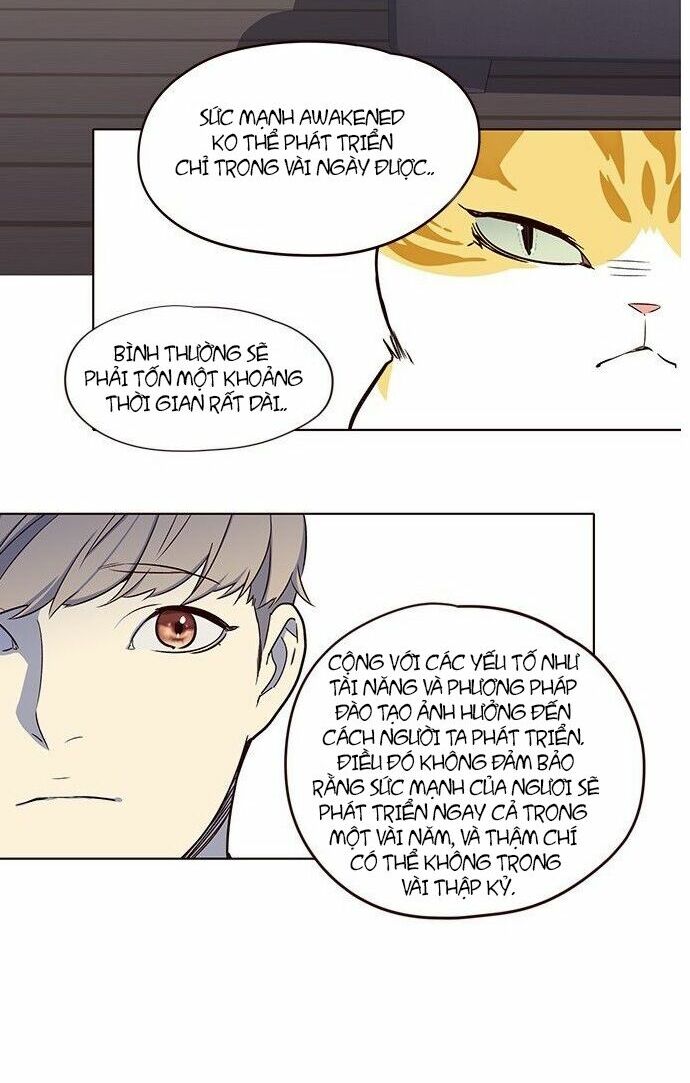 SỨC MẠNH AWAKENED
KO THỂ PHÁT TRIỂN
CHỈ TRONG VÀI NGÀY ĐƯỢC..
BÌNH THƯỜNG SẼ
PHẢI TỐN MỘT KHOẢNG
THỜI GIAN RẤT DÀI..
CỘNG VỚI CÁC YẾU TỐ NHƯ
TÀI NĂNG VÀ PHƯƠNG PHÁP
ĐÀO TẠO ẢNH HƯỞNG ĐẾN
CÁCH NGƯỜI TA PHÁT TRIỂN.
ĐIỀU ĐÓ KHÔNG ĐẢM BẢO
RẰNG SỨC MẠNH CỦA NGƯƠI SẼ
PHÁT TRIỂN NGAY CẢ TRONG
MỘT VÀI NĂM, VÀ THẬM CHÍ
CÓ THỂ KHÔNG TRONG
VÀI THẬP KỶ.